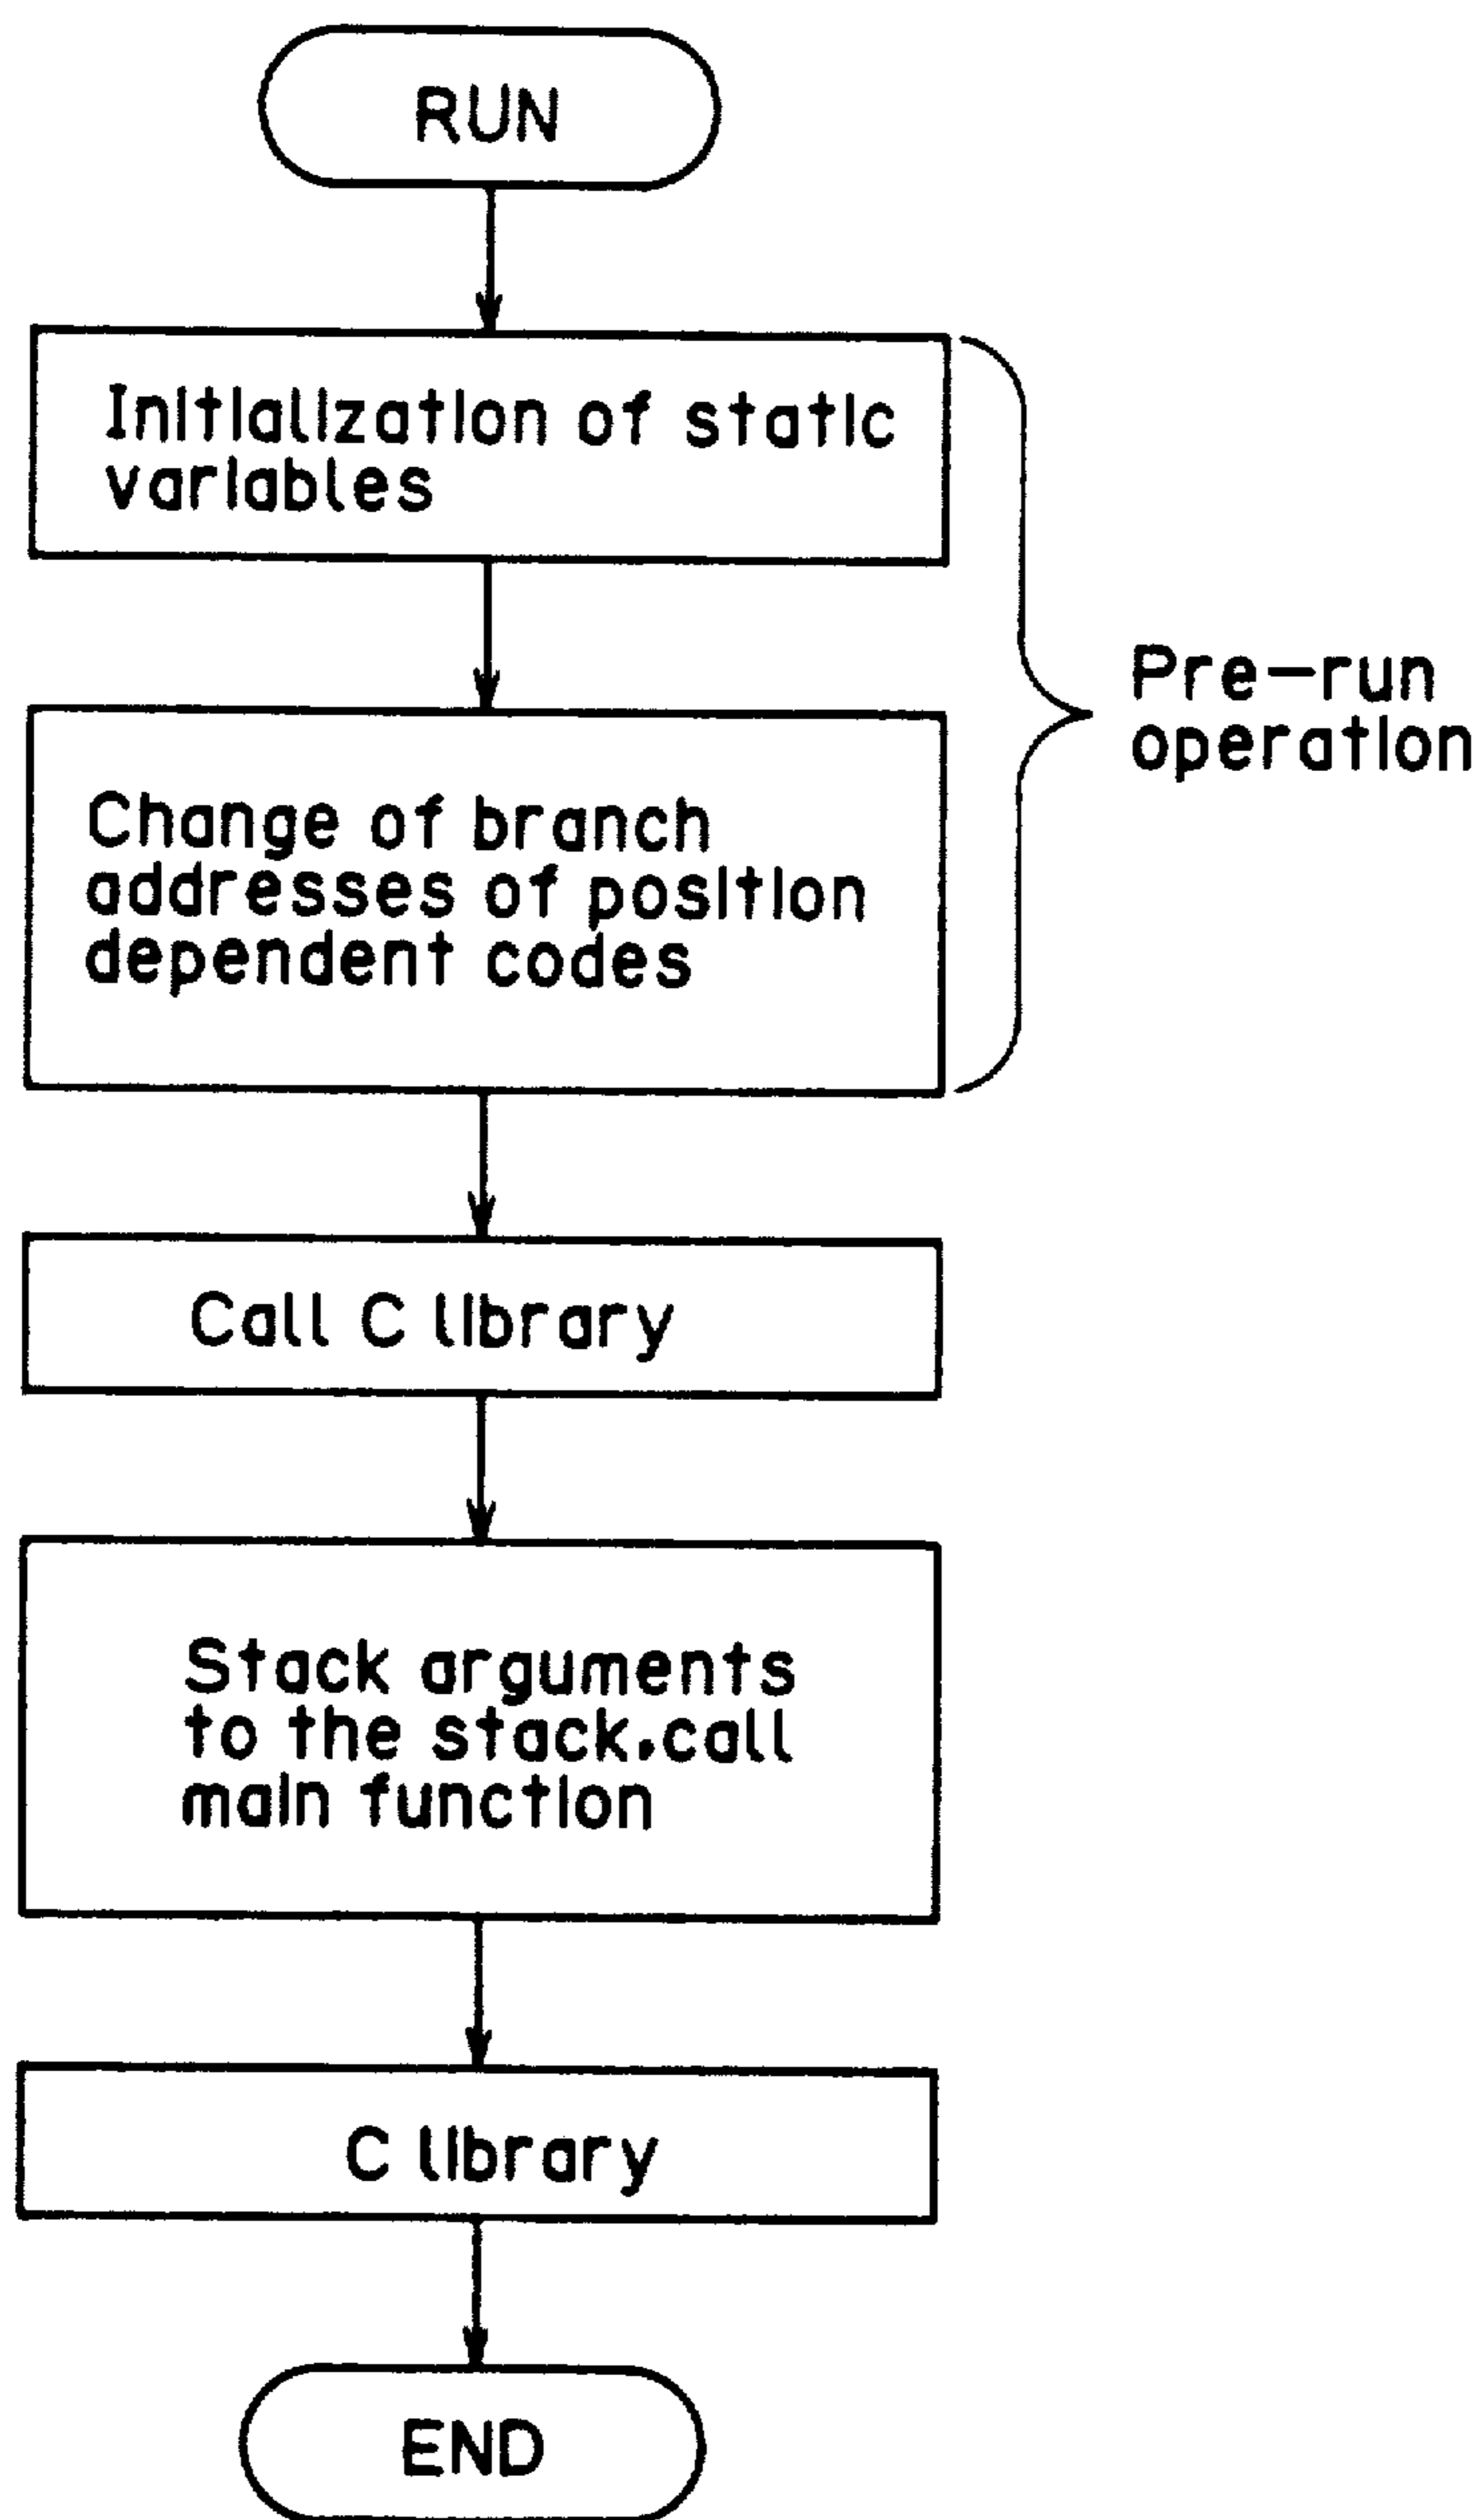 RUN
Initialization of static
variables
Pre-run
operation
Change of branch
addresses of position
dependent codes
Call C library
Stack arguments
to the stack,call
main function
C library
END